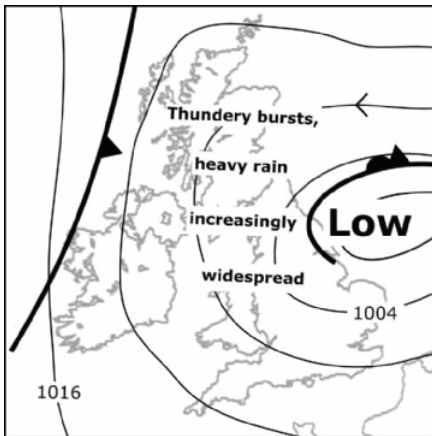 Thundery bursts,
heavy rain
increasingly
Low
widespread
1004
1016